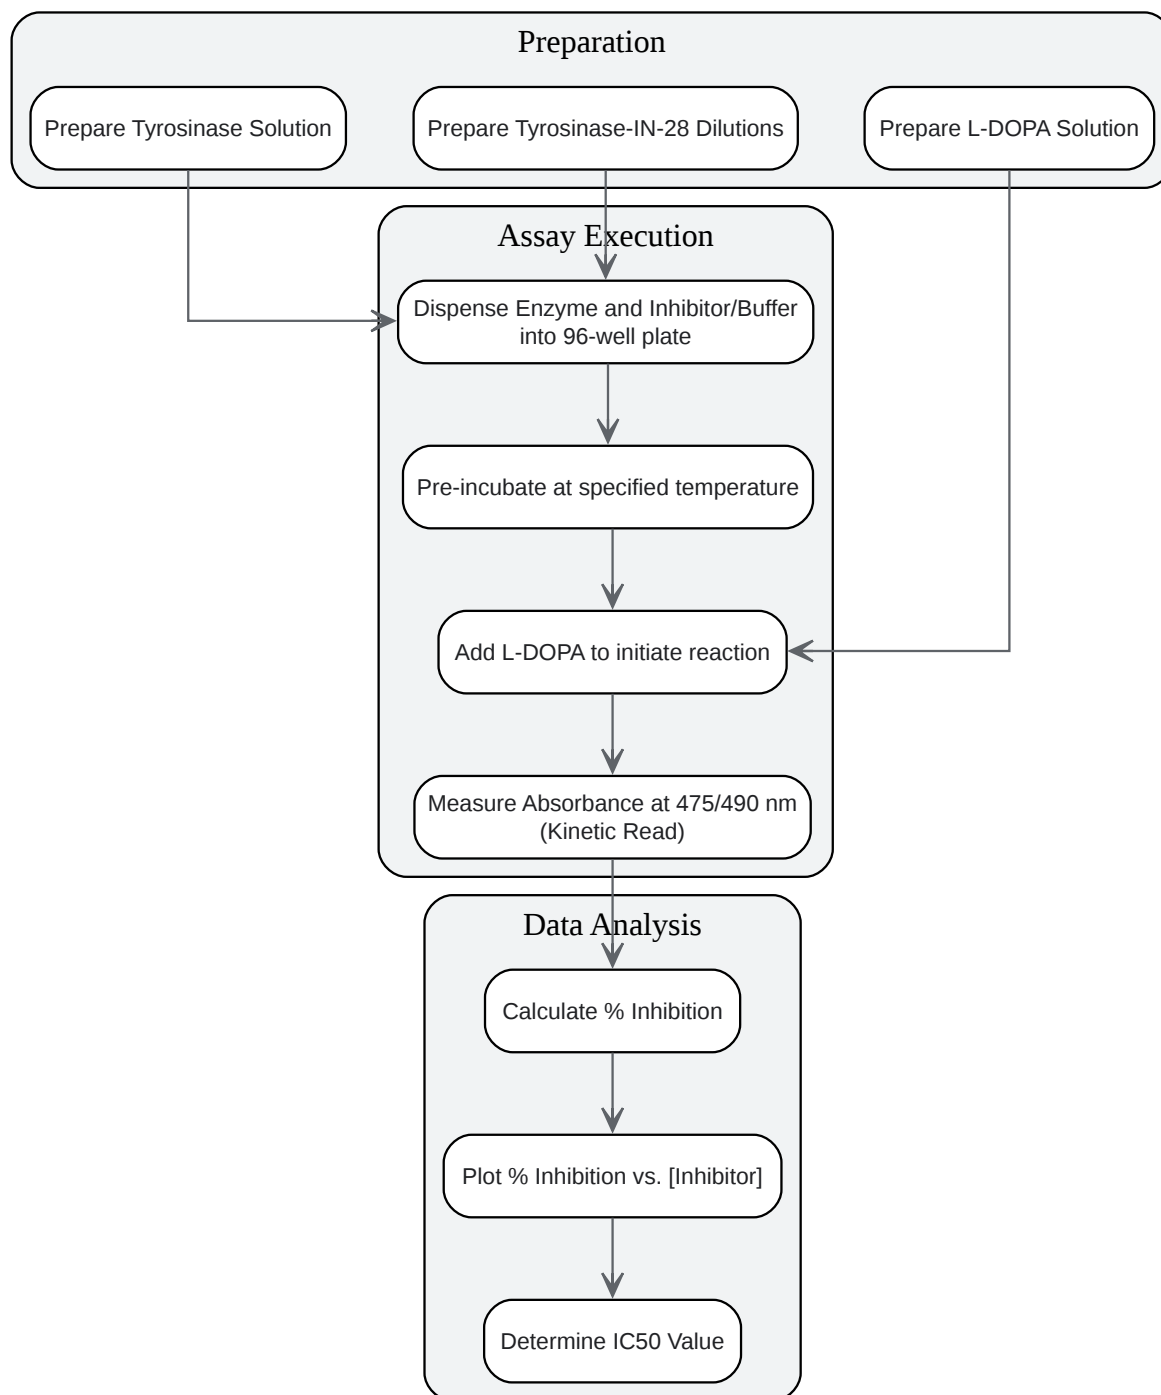 Preparation
Prepare Tyrosinase Solution
Prepare Tyrosinase-IN-28 Dilutions
Prepare L-DOPA Solution
Assay Execution
Dispense Enzyme and Inhibitor/Buffer
into 96-well plate
Pre-incubate at specified temperature
Add L-DOPA to initiate reaction
Measure Absorbance at 475/490 nm
(Kinetic Read)
Data Analysis
Calculate % Inhibition
Plot % Inhibition vs. [Inhibitor]
Determine IC50 Value